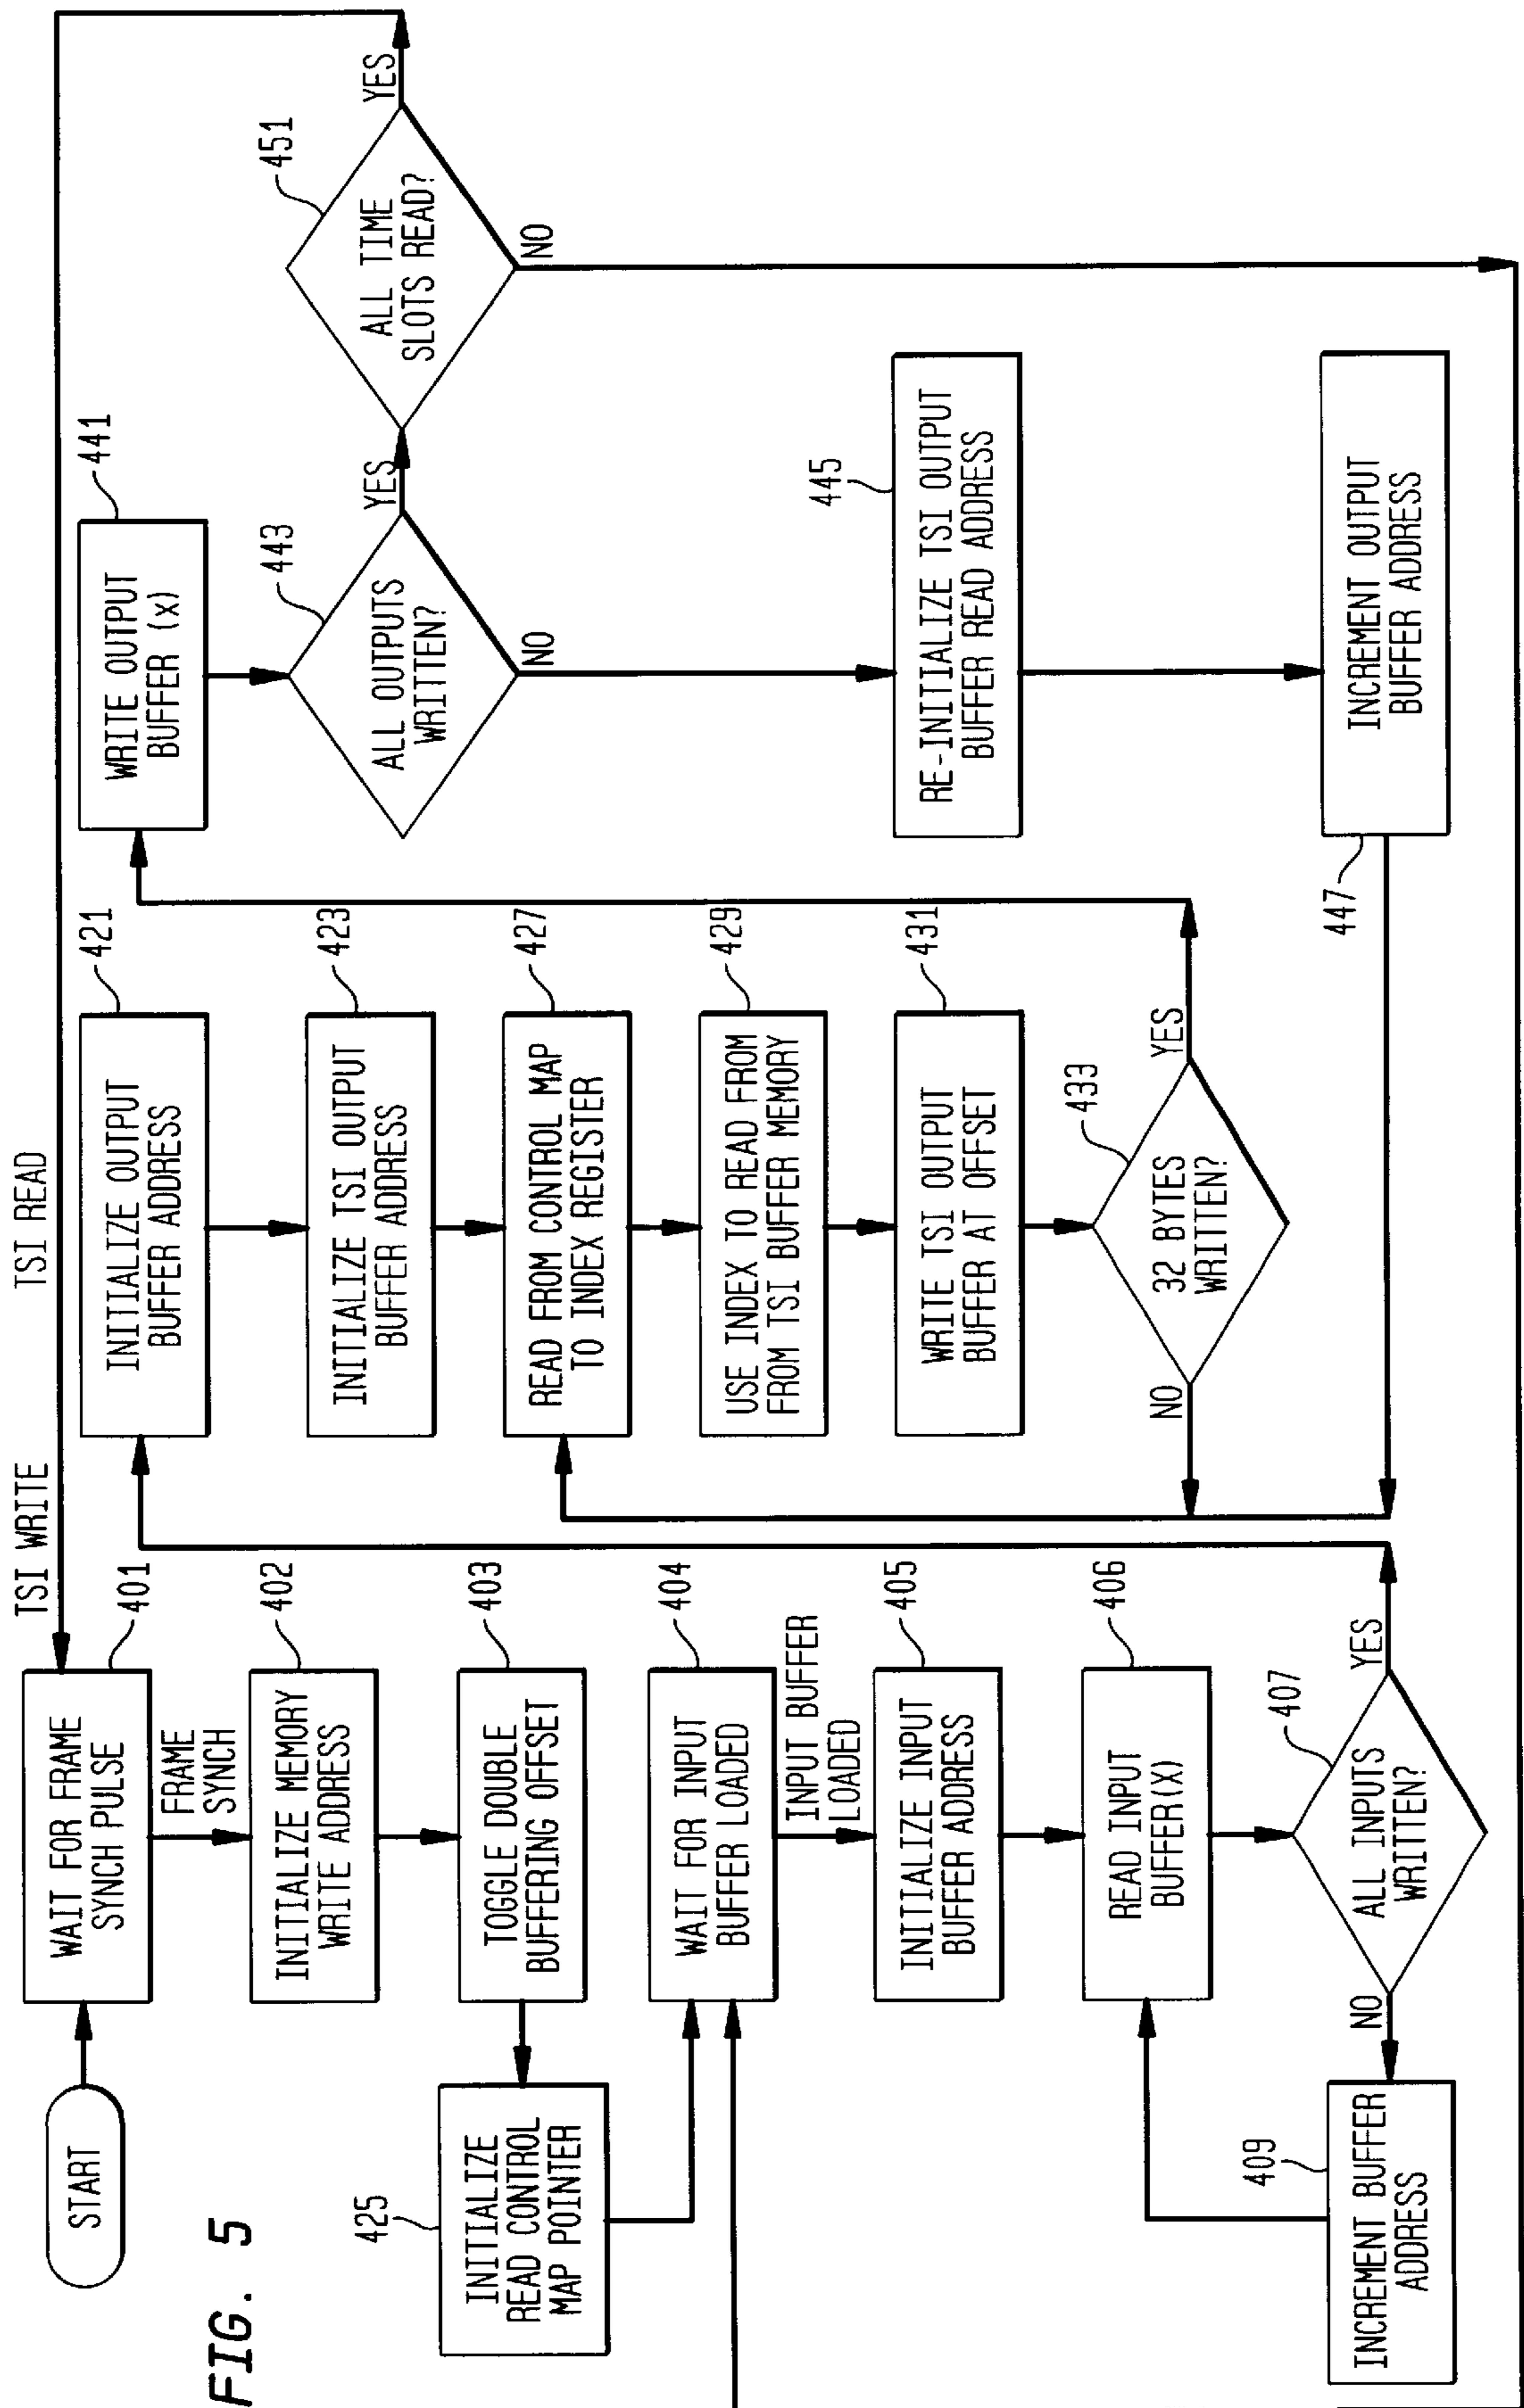 FIG. 5
START
TSI WRITE
WAIT FOR FRAME
SYNCH PULSE
401
FRAME
SYNCH
INITIALIZE MEMORY
WRITE ADDRESS
402
TOGGLE DOUBLE
BUFFERING OFFSET
403
INITIALIZE
READ CONTROL
MAP POINTER
425
WAIT FOR INPUT
BUFFER LOADED
404
INPUT BUFFER
LOADED
INITIALIZE INPUT
BUFFER ADDRESS
405
READ INPUT
BUFFER(X)
406
ALL INPUTS
WRITTEN?
407
YES
NO
INCREMENT BUFFER
ADDRESS
409
TSI READ
INITIALIZE OUTPUT
BUFFER ADDRESS
421
INITIALIZE TSI OUTPUT
BUFFER ADDRESS
423
READ FROM CONTROL MAP
TO INDEX REGISTER
427
USE INDEX TO READ FROM
FROM TSI BUFFER MEMORY
429
WRITE TSI OUTPUT
BUFFER AT OFFSET
431
32 BYTES
WRITTEN?
433
NO
YES
WRITE OUTPUT
BUFFER (x)
441
ALL OUTPUTS
WRITTEN?
443
YES
NO
ALL TIME
SLOTS READ?
451
YES
NO
RE-INITIALIZE TSI OUTPUT
BUFFER READ ADDRESS
445
INCREMENT OUTPUT
BUFFER ADDRESS
447